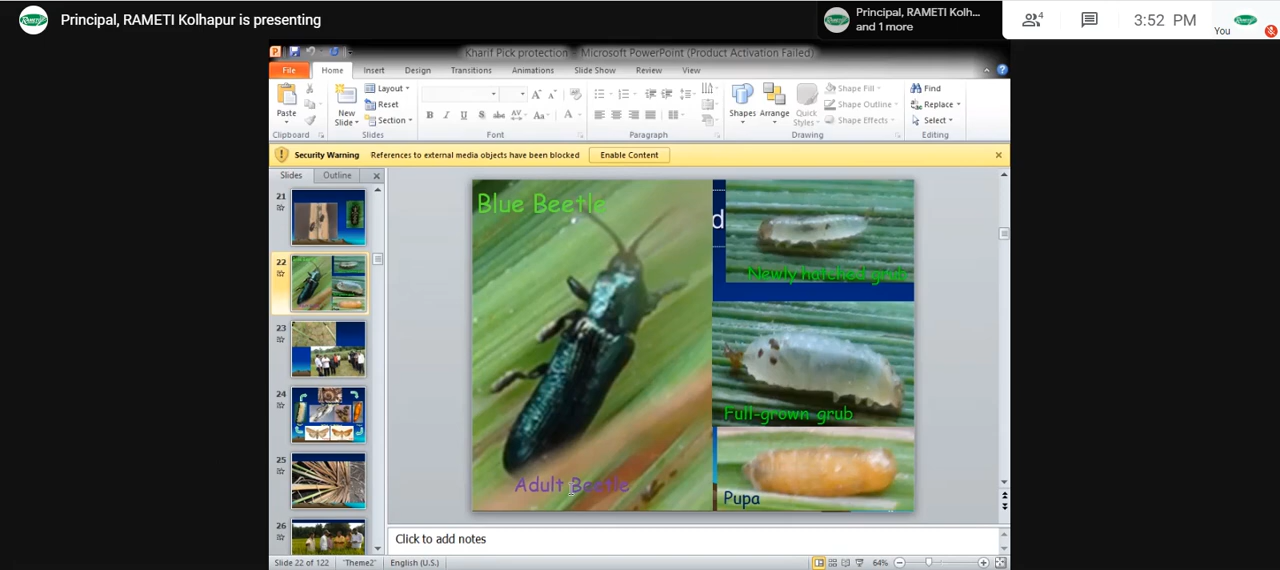 Principal, RAMETI Kolhapur is presenting
Principal, RAMETI Kolh...
and 1 more
4
3:52 PM
You
Kharif Pick protection – Microsoft PowerPoint (Product Activation Failed)
File Home Insert Design Transitions Animations Slide Show Review View
Paste
Clipboard
New
Slide
Layout
Reset
Section
Slides
Font
Paragraph
Shapes
Arrange
Quick
Styles
Shape Fill
Shape Outline
Shape Effects
Drawing
Find
Replace
Select
Editing
Security Warning References to external media objects have been blocked Enable Content
Slides Outline
21
22
23
24
25
26
Blue Beetle
d
Newly hatched grub
Full-grown grub
Adult Beetle
Pupa
Click to add notes
Slide 22 of 122 "Theme2" English (U.S.) 64%